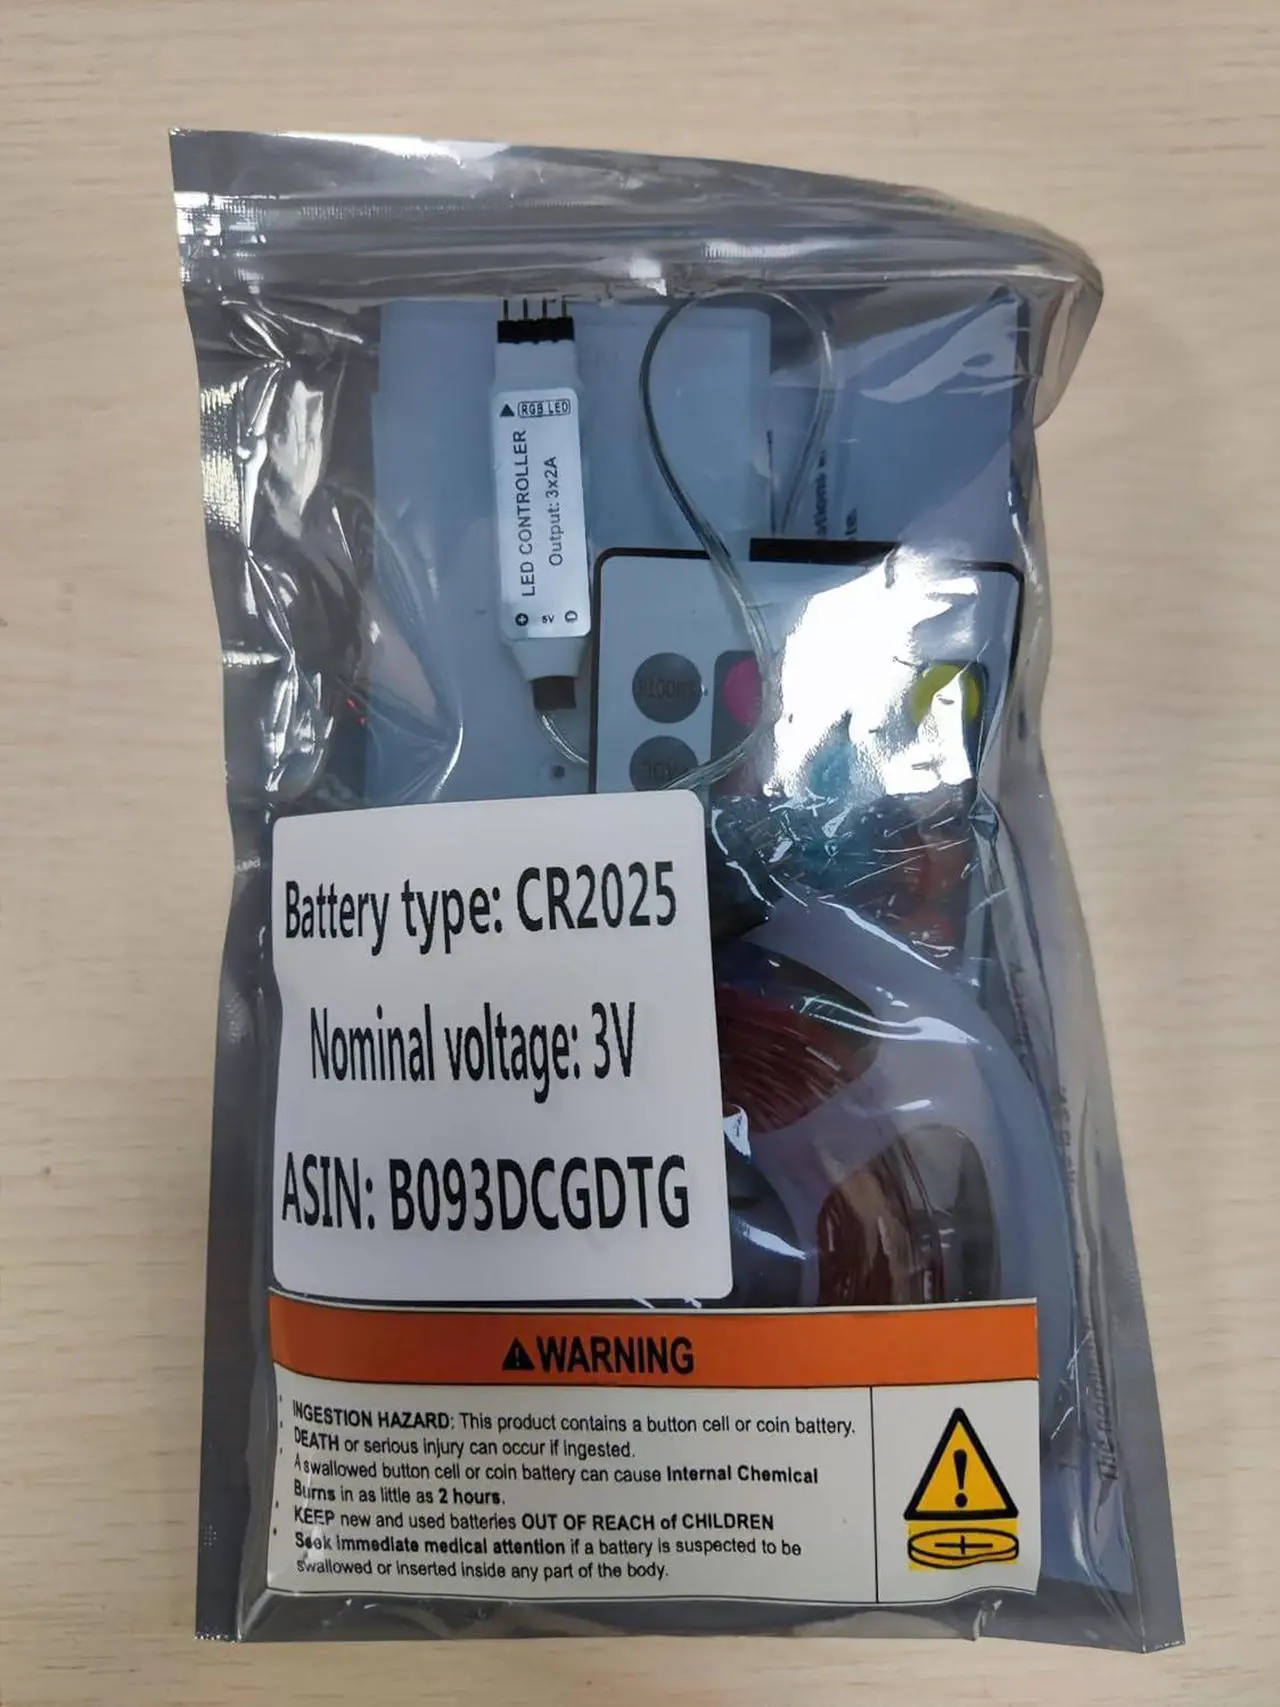 RGB LED
LED CONTROLLER
Output: 3x2A
5V
SMOOTH
Battery type: CR2025
Nominal voltage: 3V
ASIN: B093DCGDTG
WARNING
INGESTION HAZARD: This product contains a button cell or coin battery.
DEATH or serious injury can occur if ingested.
A swallowed button cell or coin battery can cause Internal Chemical
Burns in as little as 2 hours.
KEEP new and used batteries OUT OF REACH of CHILDREN
Seek immediate medical attention if a battery is suspected to be
swallowed or inserted inside any part of the body.